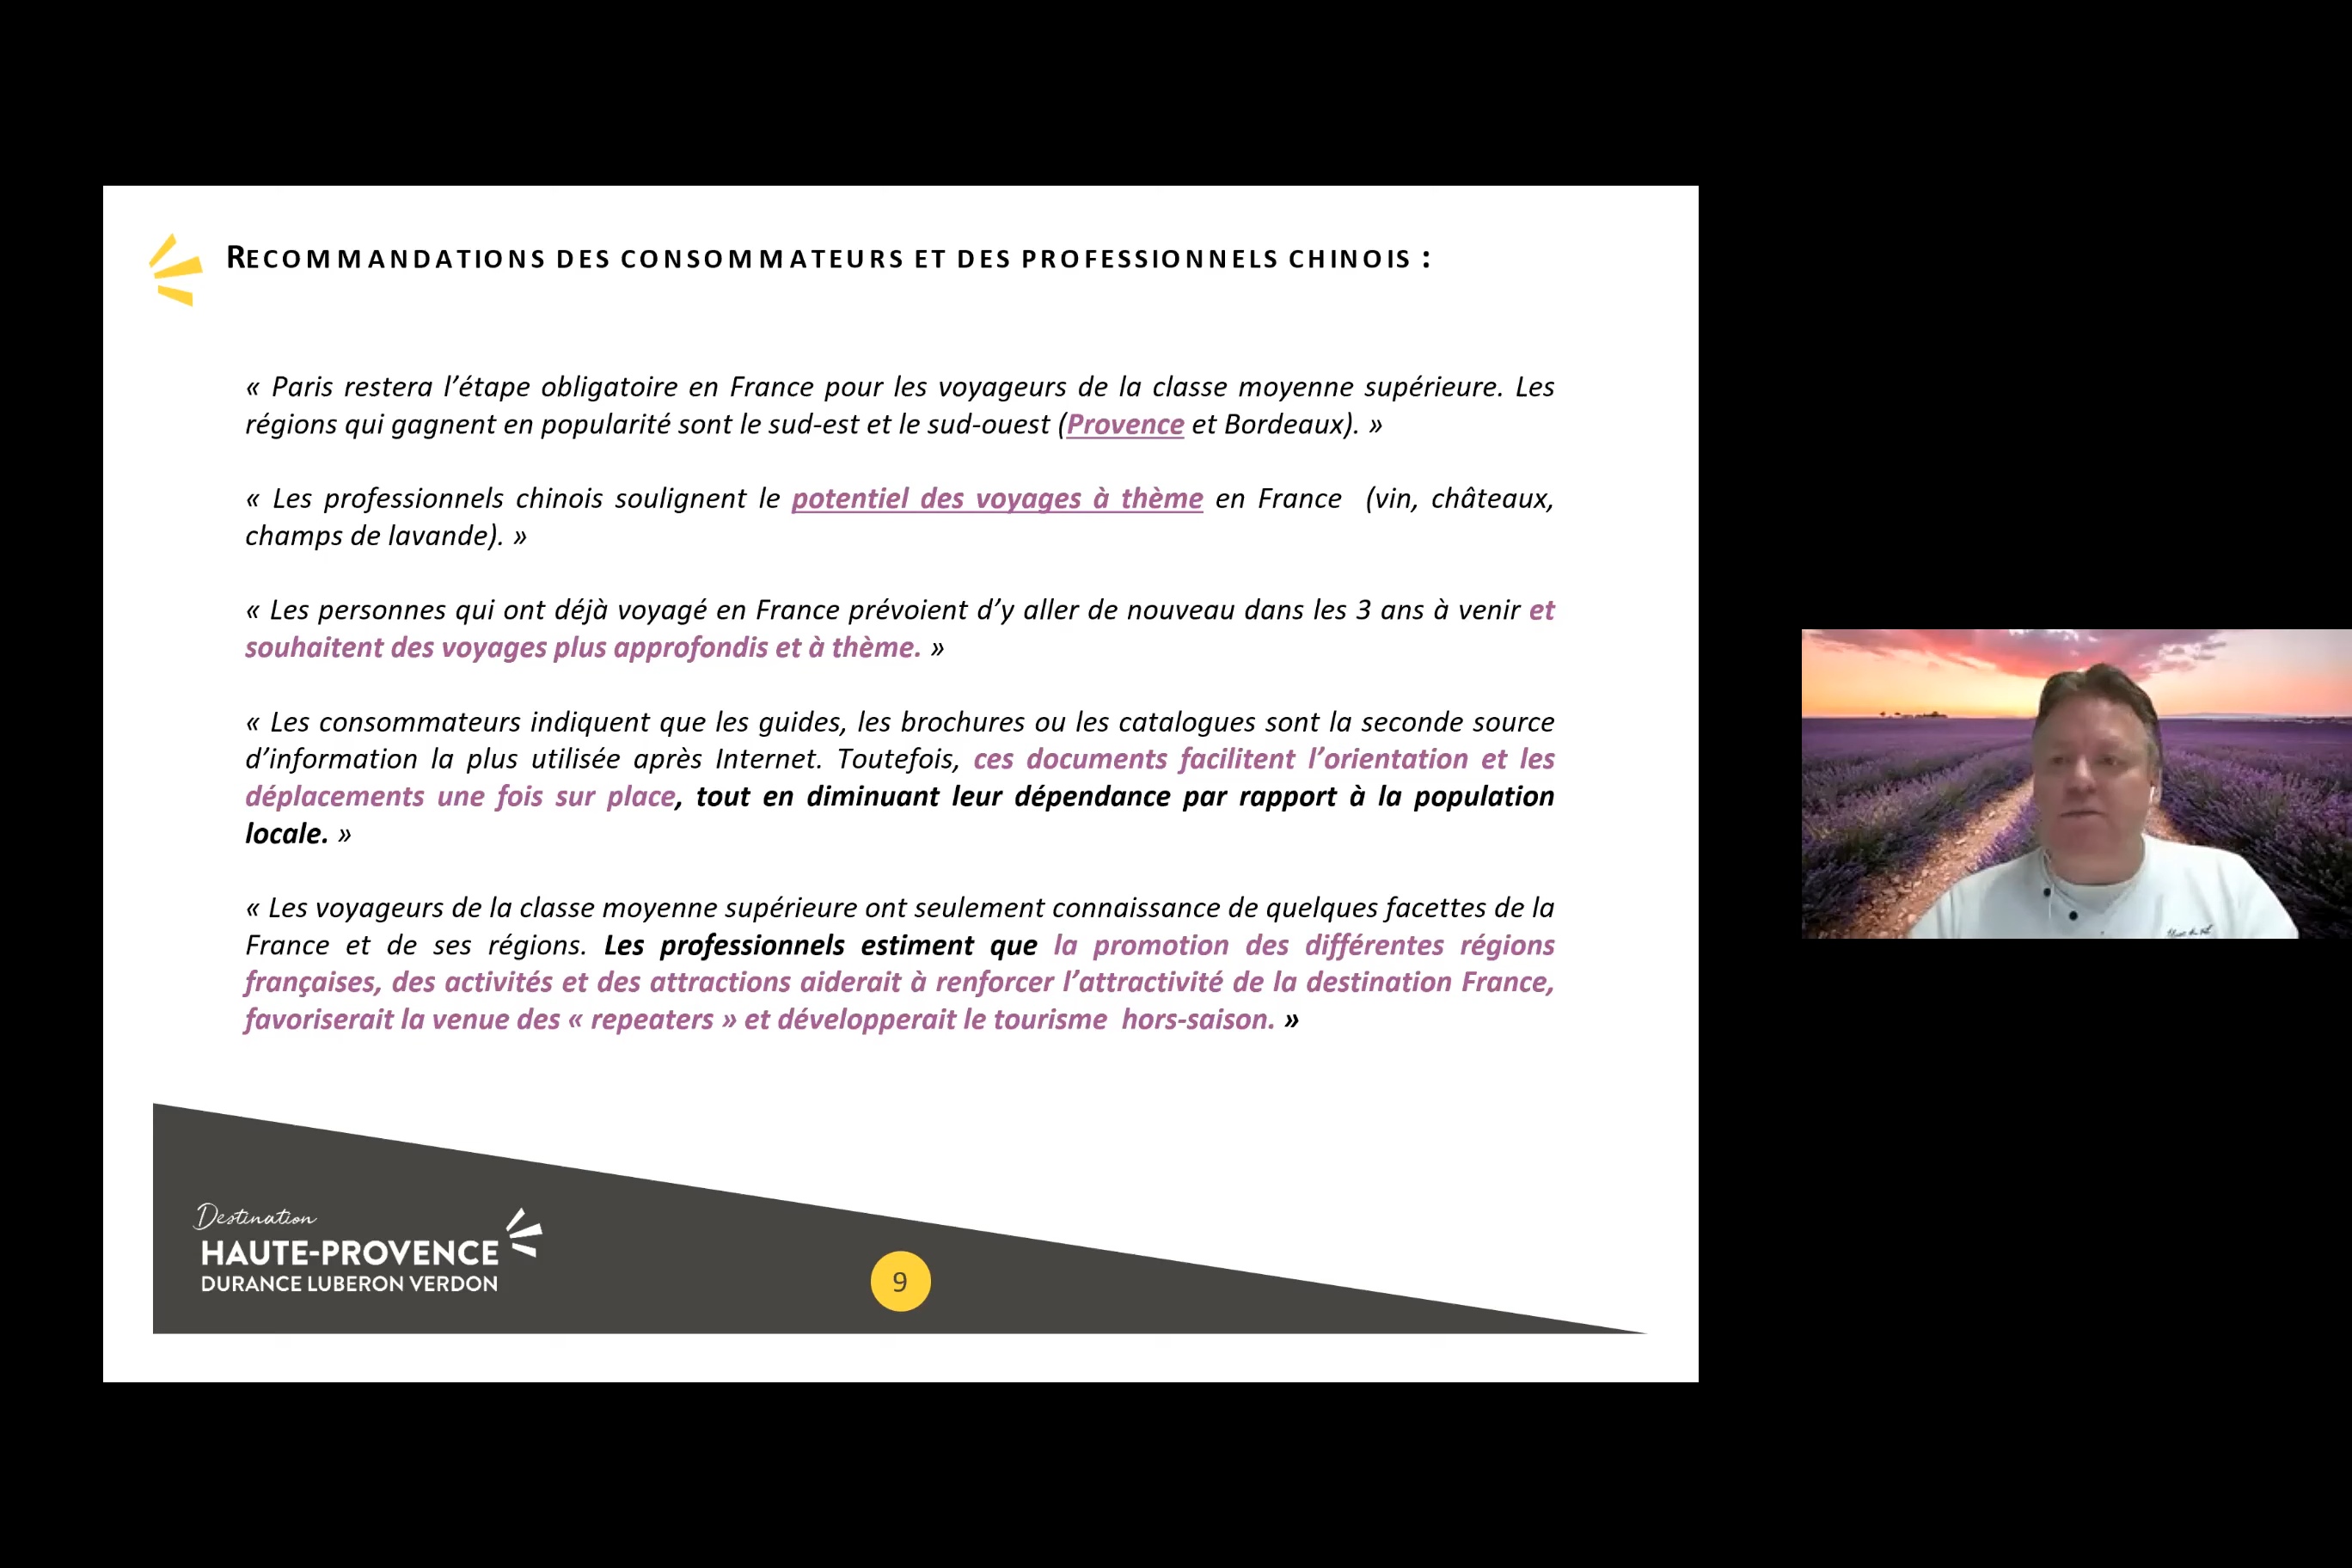 RECOMMANDATIONS DES CONSOMMATEURS ET DES PROFESSIONNELS CHINOIS :
« Paris restera l’étape obligatoire en France pour les voyageurs de la classe moyenne supérieure. Les
régions qui gagnent en popularité sont le sud-est et le sud-ouest (Provence et Bordeaux). »
« Les professionnels chinois soulignent le potentiel des voyages à thème en France (vin, châteaux,
champs de lavande). »
« Les personnes qui ont déjà voyagé en France prévoient d’y aller de nouveau dans les 3 ans à venir et
souhaitent des voyages plus approfondis et à thème. »
« Les consommateurs indiquent que les guides, les brochures ou les catalogues sont la seconde source
d’information la plus utilisée après Internet. Toutefois, ces documents facilitent l’orientation et les
déplacements une fois sur place, tout en diminuant leur dépendance par rapport à la population
locale. »
« Les voyageurs de la classe moyenne supérieure ont seulement connaissance de quelques facettes de la
France et de ses régions. Les professionnels estiment que la promotion des différentes régions
françaises, des activités et des attractions aiderait à renforcer l’attractivité de la destination France,
favoriserait la venue des « repeaters » et développerait le tourisme hors-saison. »
Destination
HAUTE-PROVENCE
DURANCE LUBERON VERDON
9